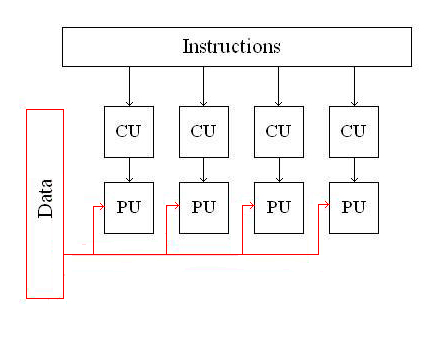 Instructions
CU CU CU CU
Data
PU PU PU PU